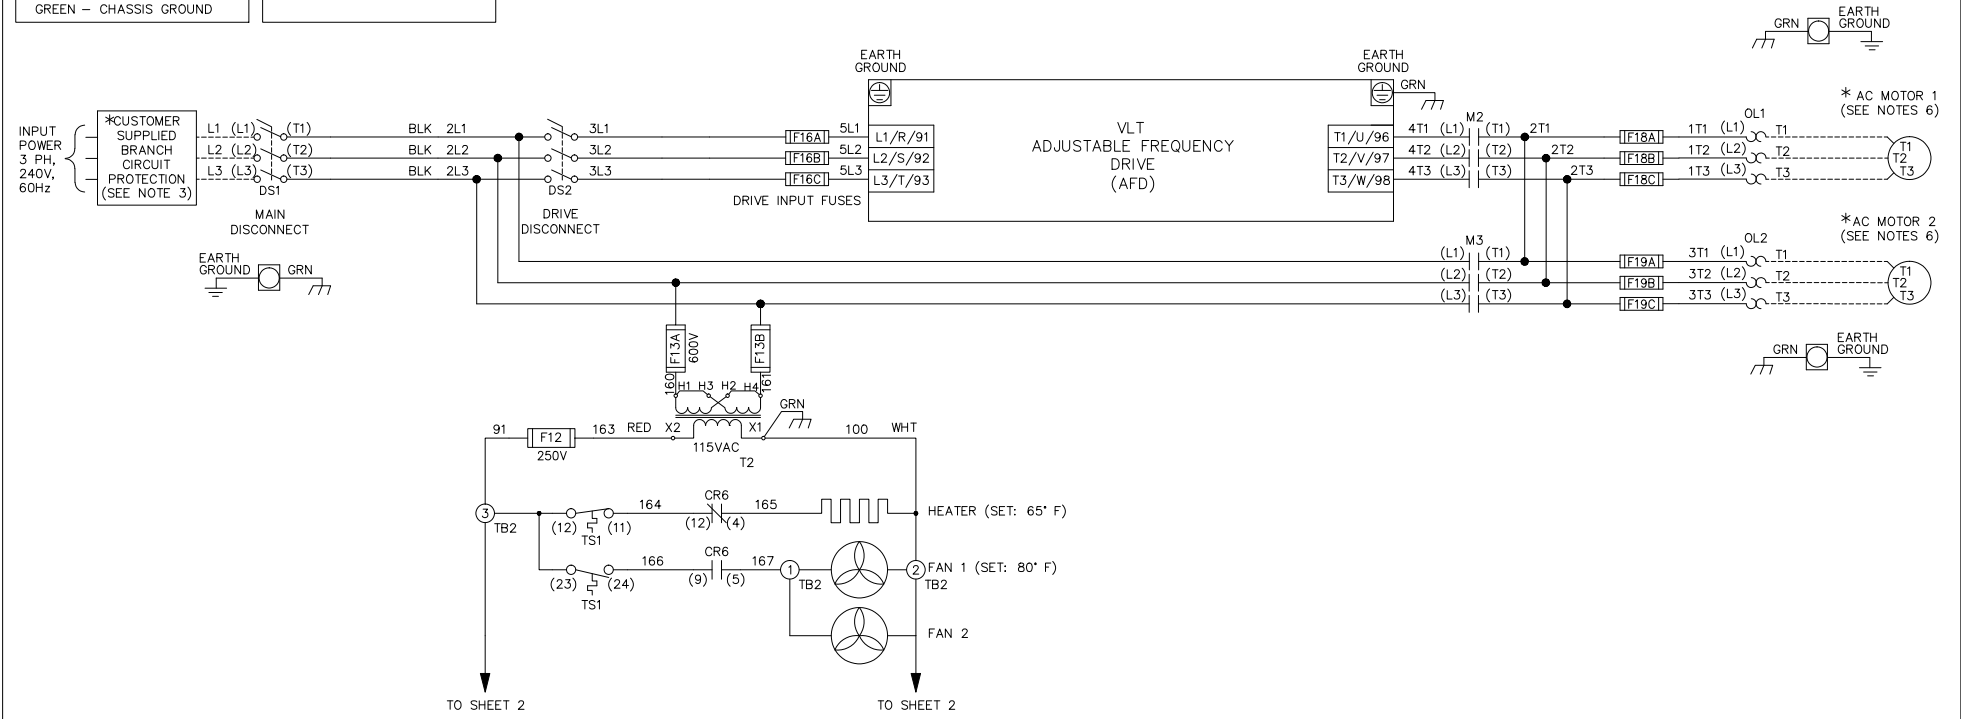 GREEN – CHASSIS GROUND
GRN
EARTH
GROUND
EARTH
GROUND
EARTH
GROUND
GRN
INPUT
POWER
3 PH,
240V,
60Hz
*CUSTOMER
SUPPLIED
BRANCH
CIRCUIT
PROTECTION
(SEE NOTE 3)
L1 (L1) (T1) BLK 2L1 3L1 F16A 5L1 L1/R/91
L2 (L2) (T2) BLK 2L2 3L2 F16B 5L2 L2/S/92
L3 (L3) (T3) BLK 2L3 3L3 F16C 5L3 L3/T/93
DS1
MAIN
DISCONNECT
DS2
DRIVE
DISCONNECT
DRIVE INPUT FUSES
VLT
ADJUSTABLE FREQUENCY
DRIVE
(AFD)
M2
T1/U/96 4T1 (L1) (T1) 2T1 F18A 1T1 (L1) T1
T2/V/97 4T2 (L2) (T2) 2T2 F18B 1T2 (L2) T2
T3/W/98 4T3 (L3) (T3) 2T3 F18C 1T3 (L3) T3
OL1
* AC MOTOR 1
(SEE NOTES 6)
T1
T2
T3
EARTH
GROUND
GRN
M3
(L1) (T1) F19A 3T1 (L1) T1
(L2) (T2) F19B 3T2 (L2) T2
(L3) (T3) F19C 3T3 (L3) T3
OL2
*AC MOTOR 2
(SEE NOTES 6)
T1
T2
T3
GRN
EARTH
GROUND
F13A
600V
F13B
160
161
H1 H3 H2 H4
GRN
91 F12 163 RED X2 X1 100 WHT
250V
115VAC
T2
3
TB2
(12) (11)
TS1
164
CR6
(12) (4)
165
HEATER (SET: 65° F)
(23) (24)
TS1
166
CR6
(9) (5)
167
1
TB2
2
TB2
FAN 1 (SET: 80° F)
FAN 2
TO SHEET 2
TO SHEET 2